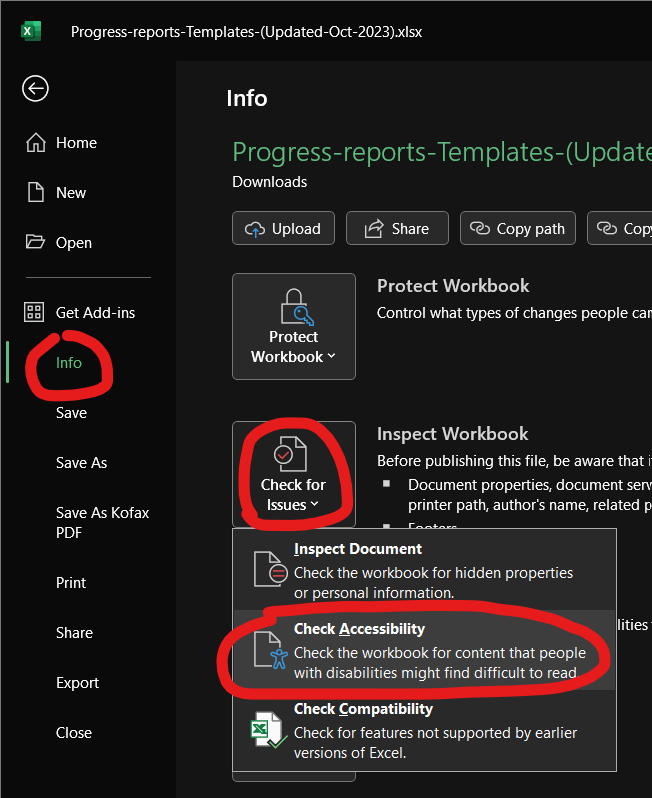 Progress-reports-Templates-(Updated-Oct-2023).xlsx
Home
New
Open
Get Add-ins
Info
Save
Save As
Save As Kofax
PDF
Print
Share
Export
Close
Info
Progress-reports-Templates-(Update
Downloads
Upload
Share
Copy path
Copy
Protect
Workbook
Protect Workbook
Control what types of changes people can
Check for
Issues
Inspect Workbook
Before publishing this file, be aware that it
Document properties, document serv
printer path, author's name, related p
Footers
Inspect Document
Check the workbook for hidden properties
or personal information.
Check Accessibility
Check the workbook for content that people
with disabilities might find difficult to read.
lities
Check Compatibility
Check for features not supported by earlier
versions of Excel.